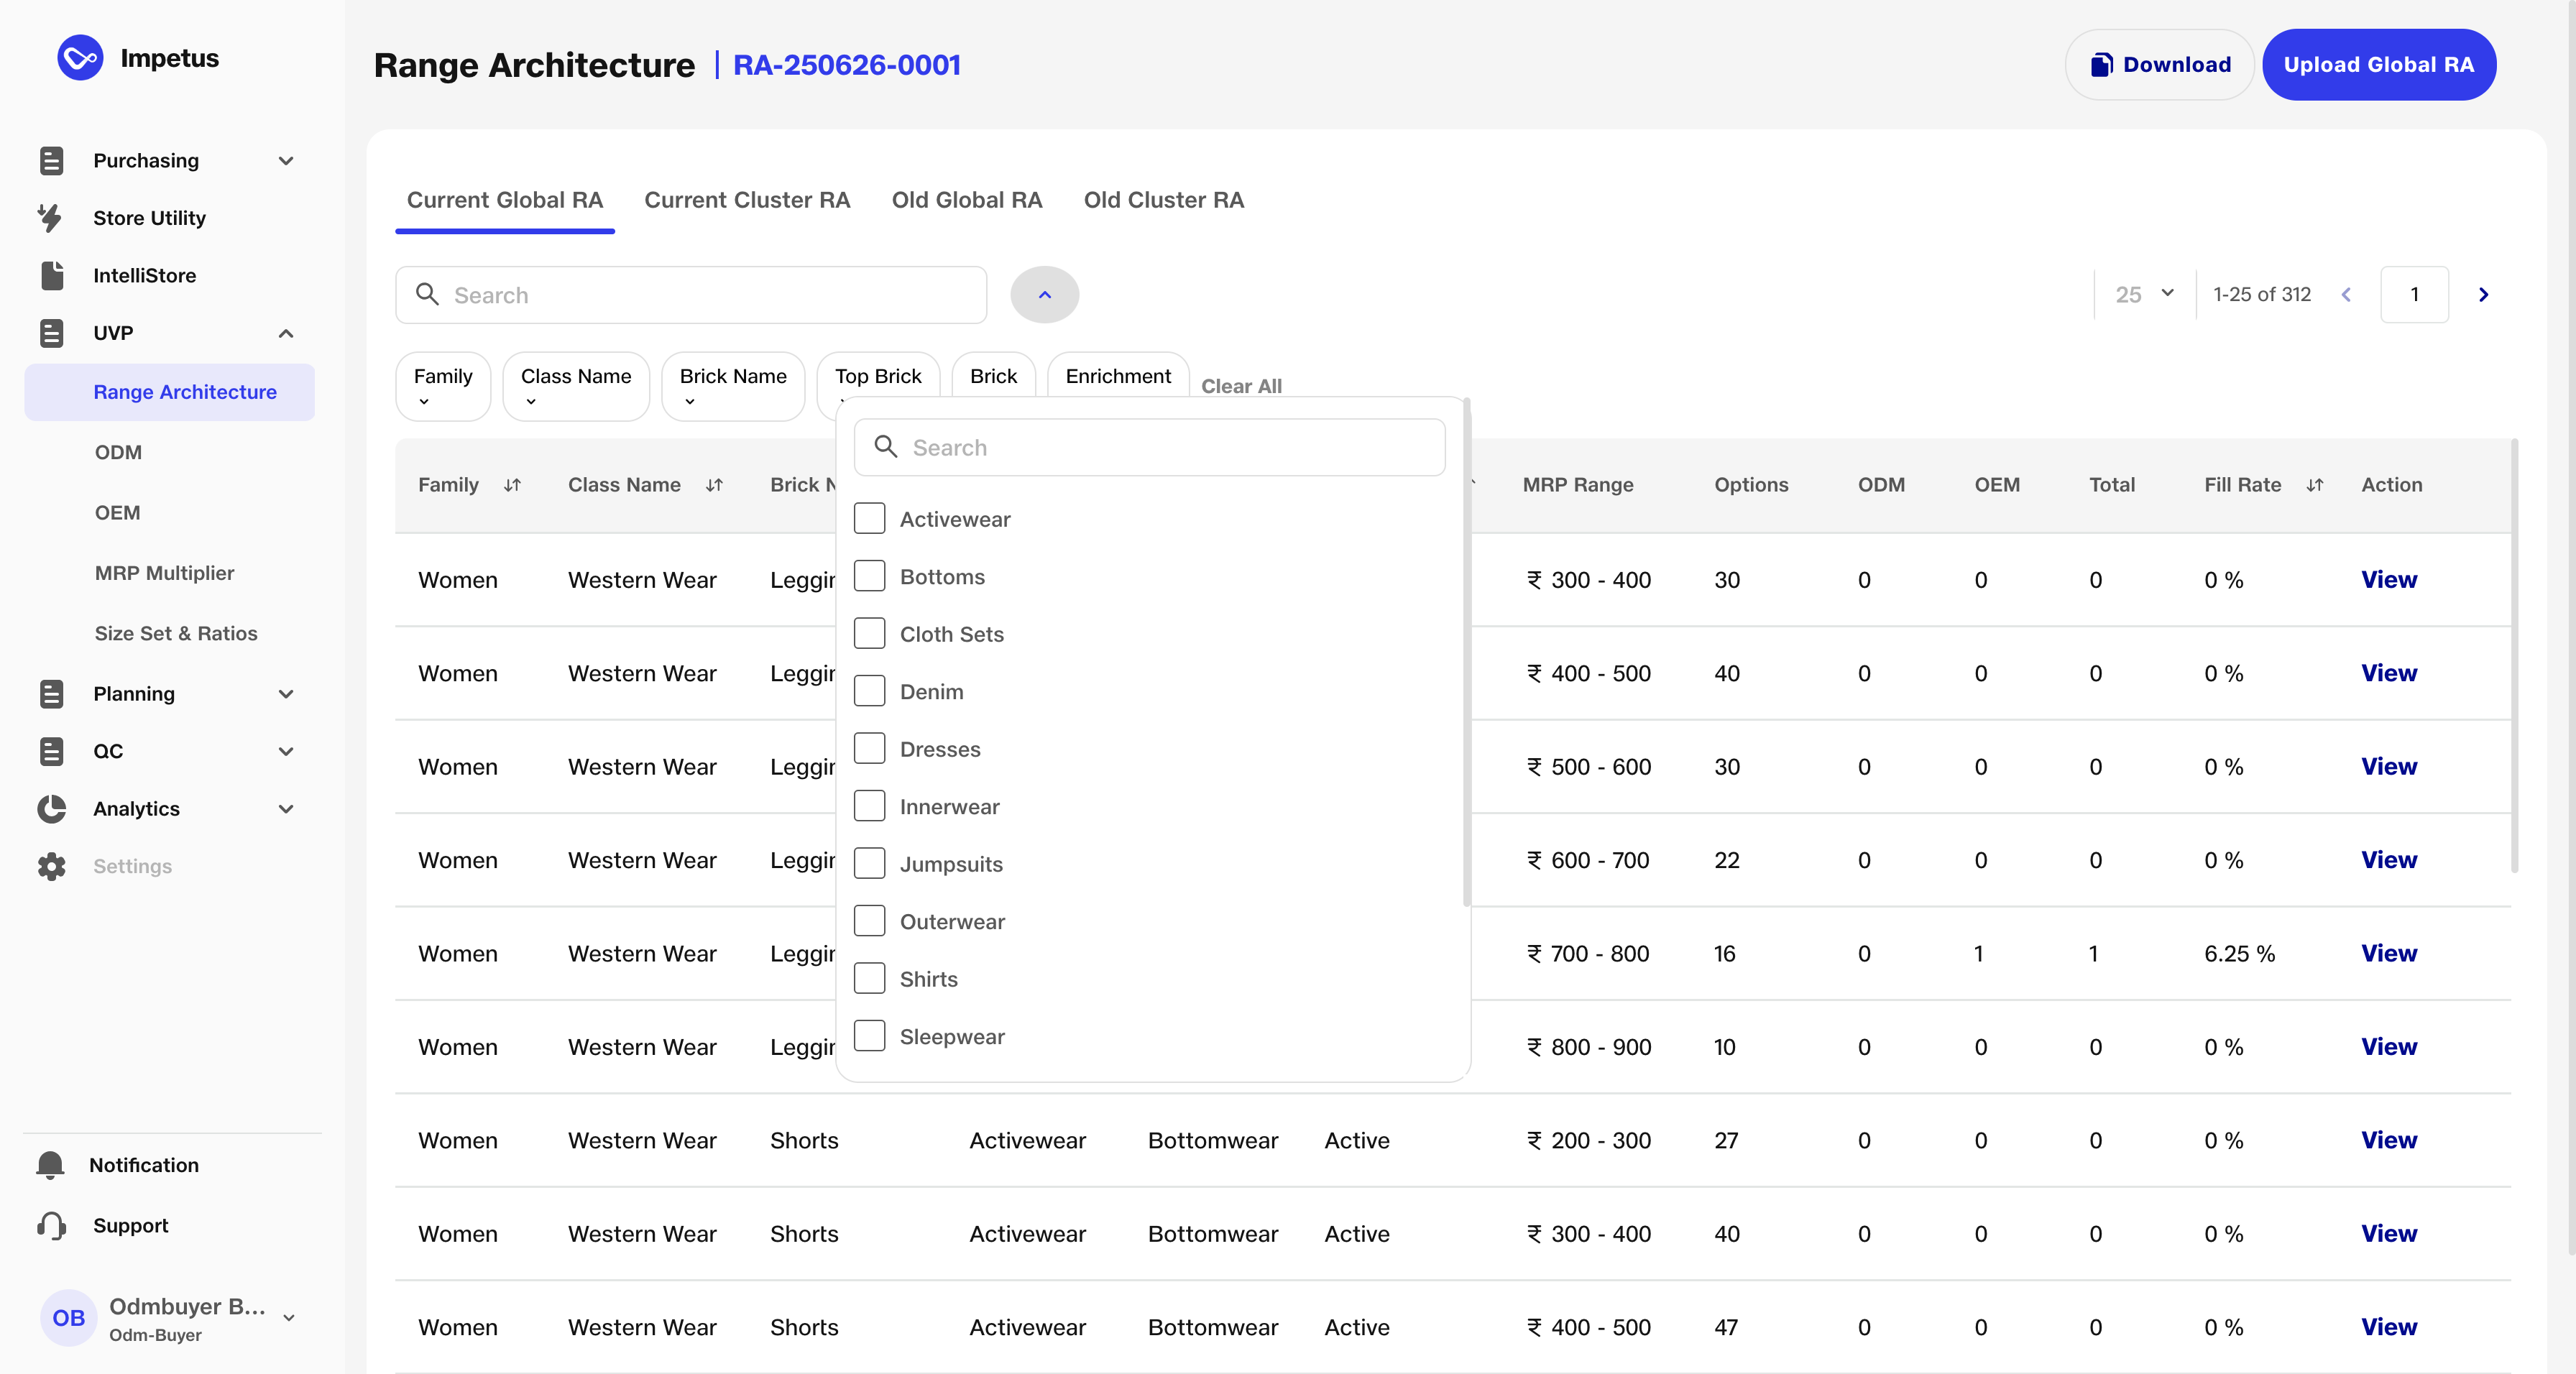 Impetus
Purchasing
Store Utility
IntelliStore
UVP
Range Architecture
ODM
OEM
MRP Multiplier
Size Set & Ratios
Planning
QC
Analytics
Settings
Notification
Support
OB
Odmbuyer B...
Odm-Buyer
Range Architecture | RA-250626-0001
Download
Upload Global RA
Current Global RA Current Cluster RA Old Global RA Old Cluster RA
Search
25 1-25 of 312 1
Family Class Name Brick Name Top Brick Brick Enrichment Clear All
Search
Activewear
Bottoms
Cloth Sets
Denim
Dresses
Innerwear
Jumpsuits
Outerwear
Shirts
Sleepwear
Family Class Name Brick MRP Range Options ODM OEM Total Fill Rate Action
Women Western Wear ₹ 300 - 400 30 0 0 0 0 % View
Women Western Wear ₹ 400 - 500 40 0 0 0 0 % View
Women Western Wear ₹ 500 - 600 30 0 0 0 0 % View
Women Western Wear ₹ 600 - 700 22 0 0 0 0 % View
Women Western Wear ₹ 700 - 800 16 0 1 1 6.25 % View
Women Western Wear ₹ 800 - 900 10 0 0 0 0 % View
Women Western Wear Shorts Activewear Bottomwear Active ₹ 200 - 300 27 0 0 0 0 % View
Women Western Wear Shorts Activewear Bottomwear Active ₹ 300 - 400 40 0 0 0 0 % View
Women Western Wear Shorts Activewear Bottomwear Active ₹ 400 - 500 47 0 0 0 0 % View